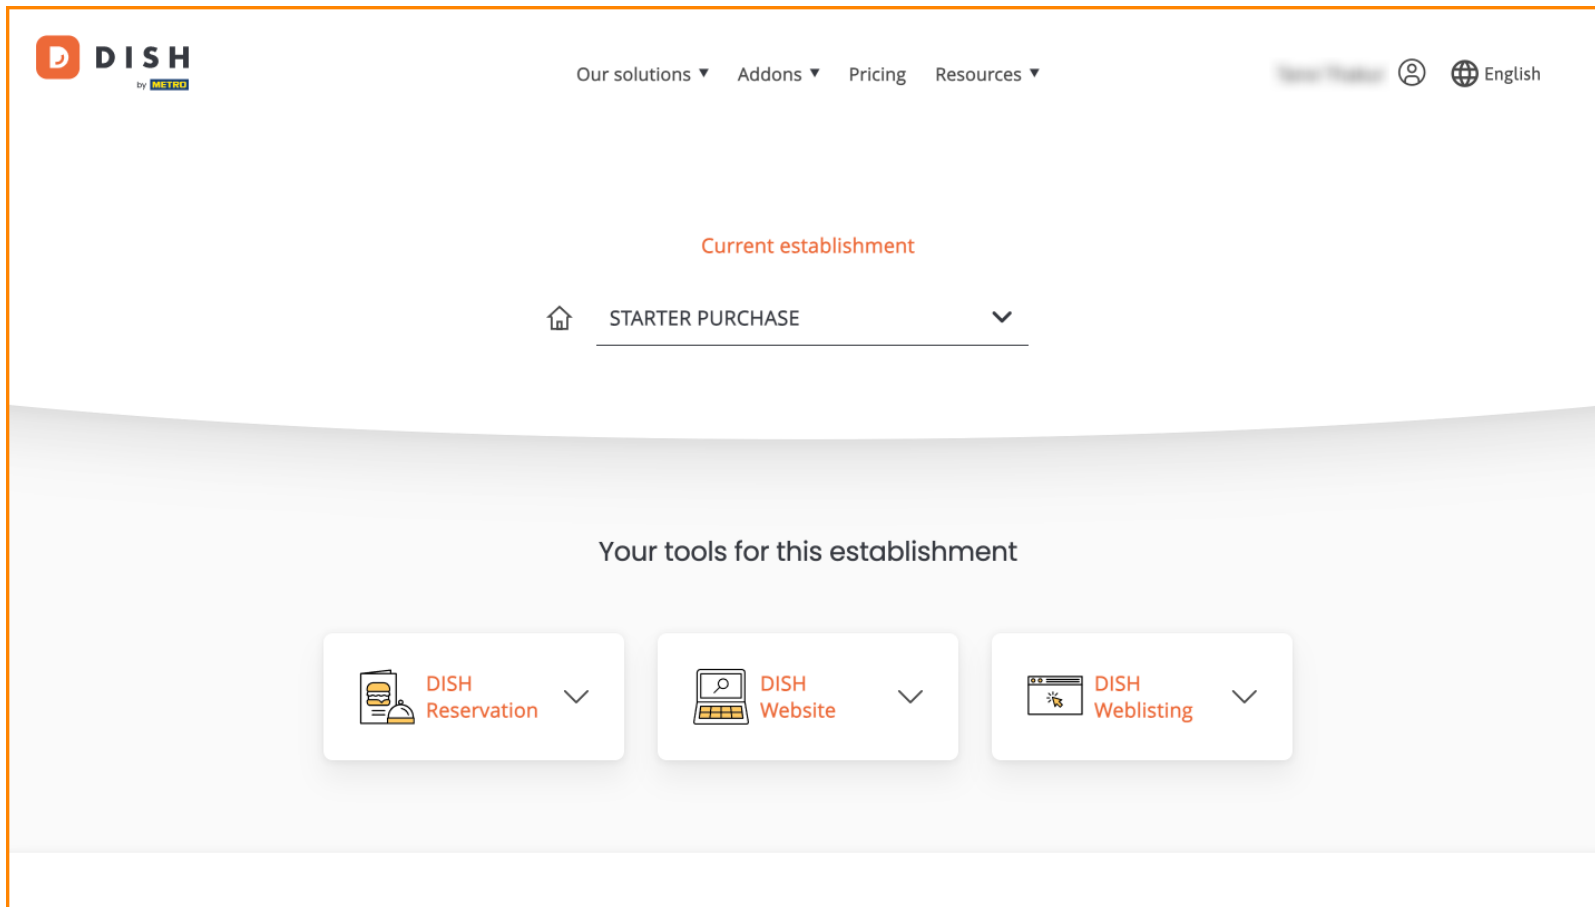 DISH
by METRO
Our solutions ▼ Addons ▼ Pricing Resources ▼
English
Current establishment
STARTER PURCHASE
Your tools for this establishment
DISH
Reservation
DISH
Website
DISH
Weblisting